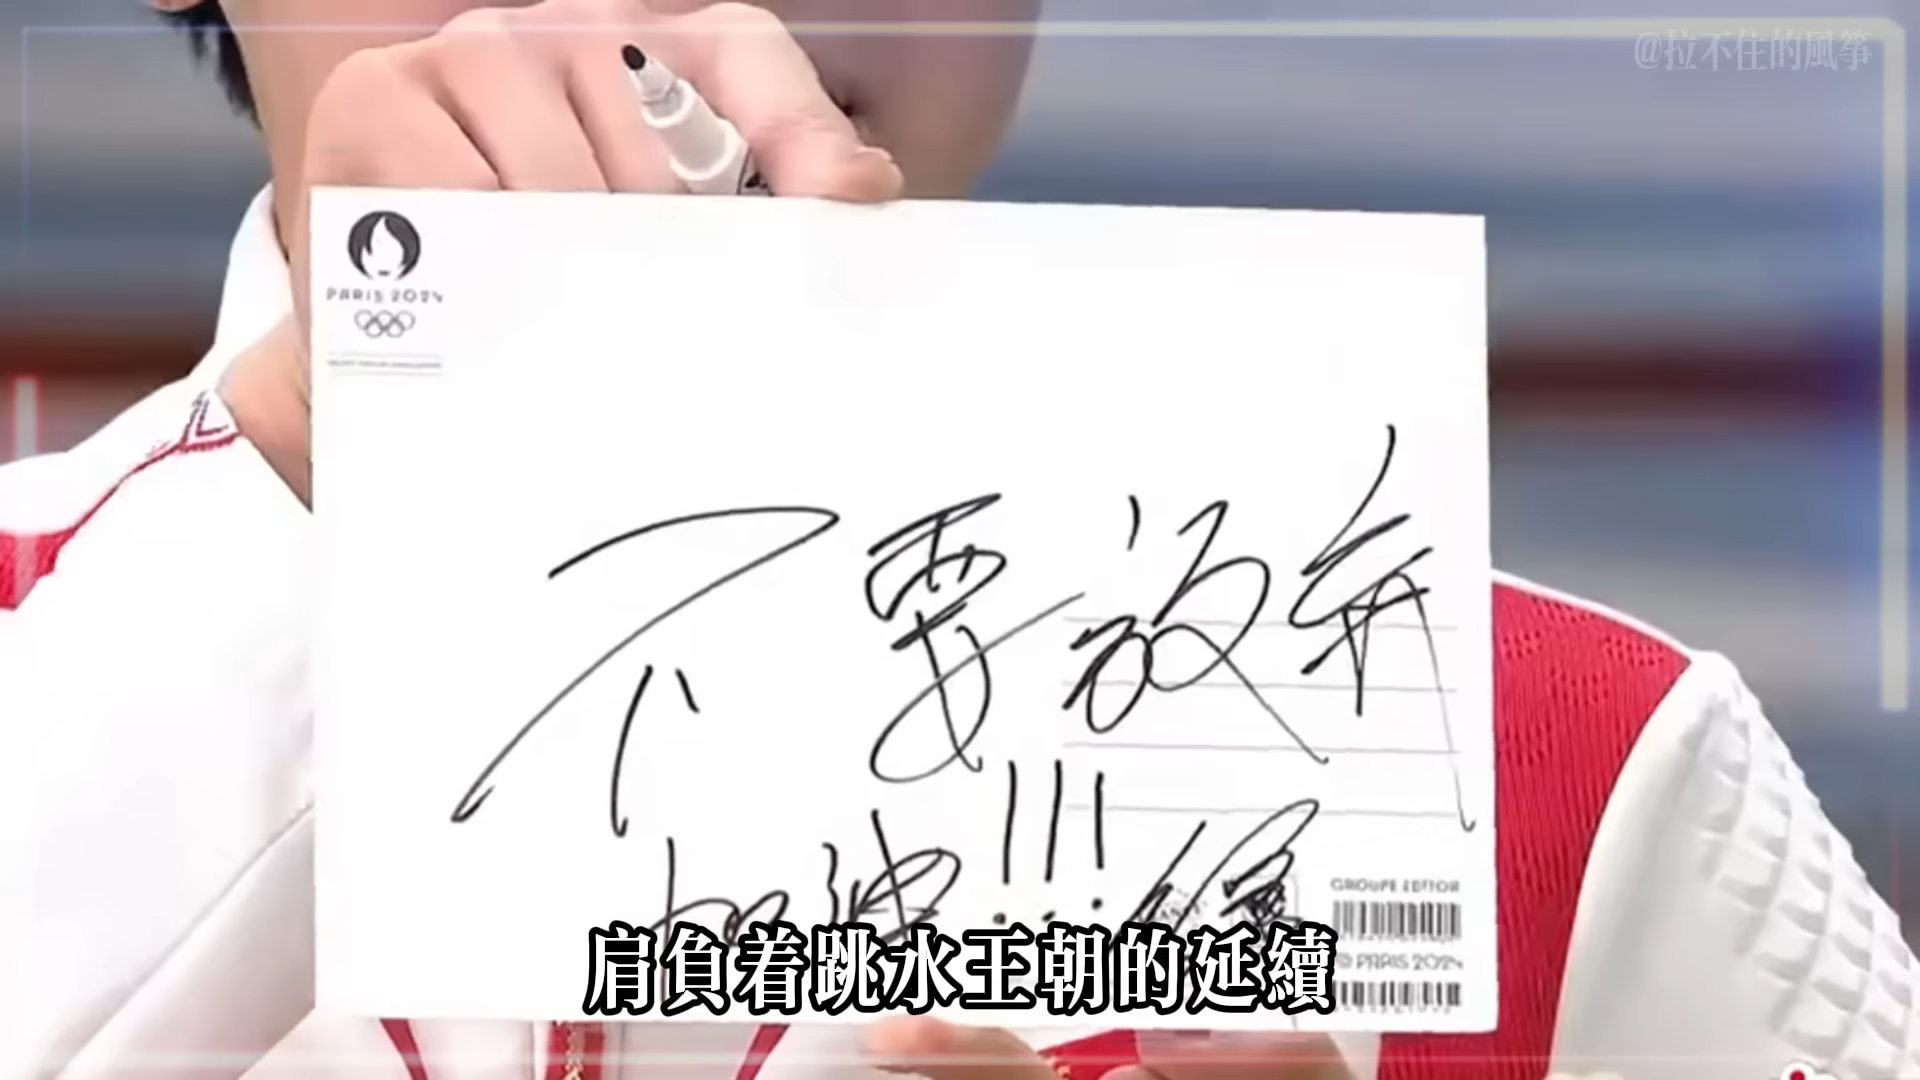 @拉不住的風箏
PARIS 2024
不要放弃
加油!!!
GROUPE EDITOR
© PARIS 2024
肩負着跳水王朝的延續